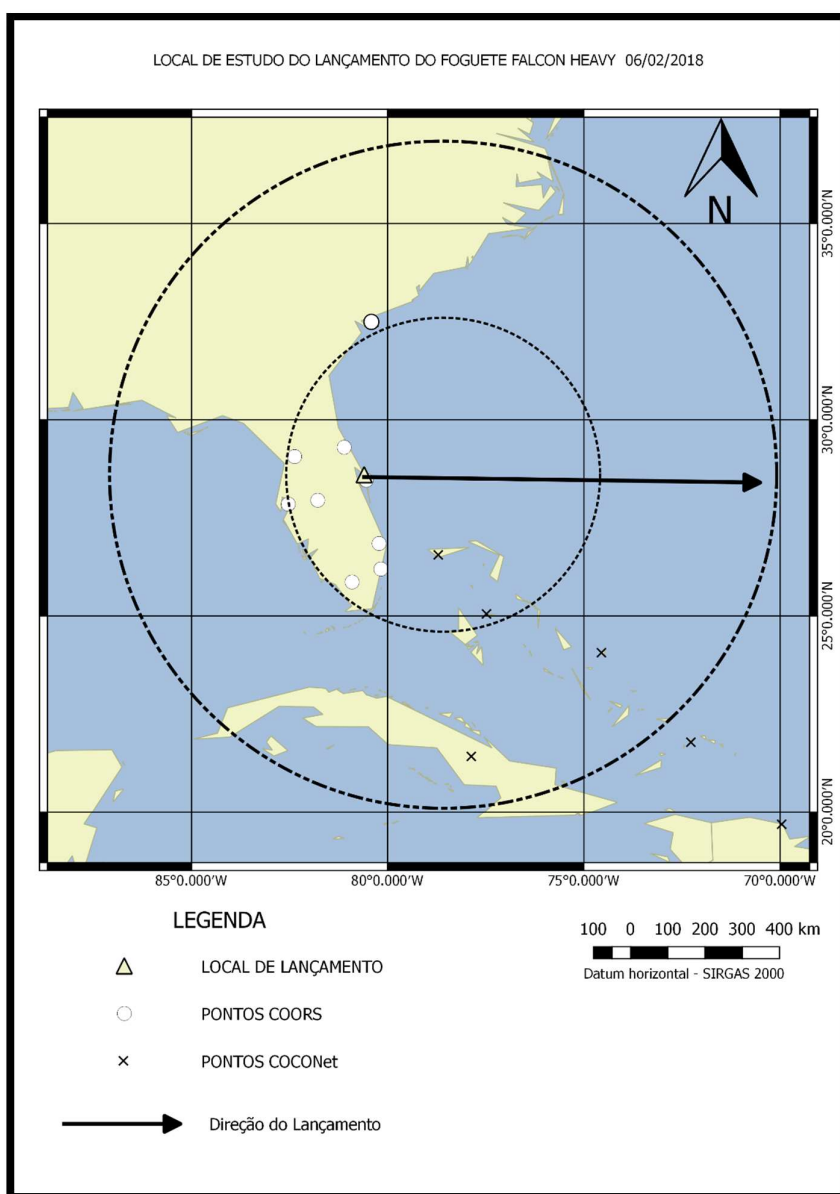 LOCAL DE ESTUDO DO LANÇAMENTO DO FOGUETE FALCON HEAVY 06/02/2018
N
35°0.000'N
30°0.000'N
25°0.000'N
20°0.000'N
85°0.000'W
80°0.000'W
75°0.000'W
70°0.000'W
LEGENDA
LOCAL DE LANÇAMENTO
PONTOS COORS
PONTOS COCONet
Direção do Lançamento
100 0 100 200 300 400 km
Datum horizontal - SIRGAS 2000